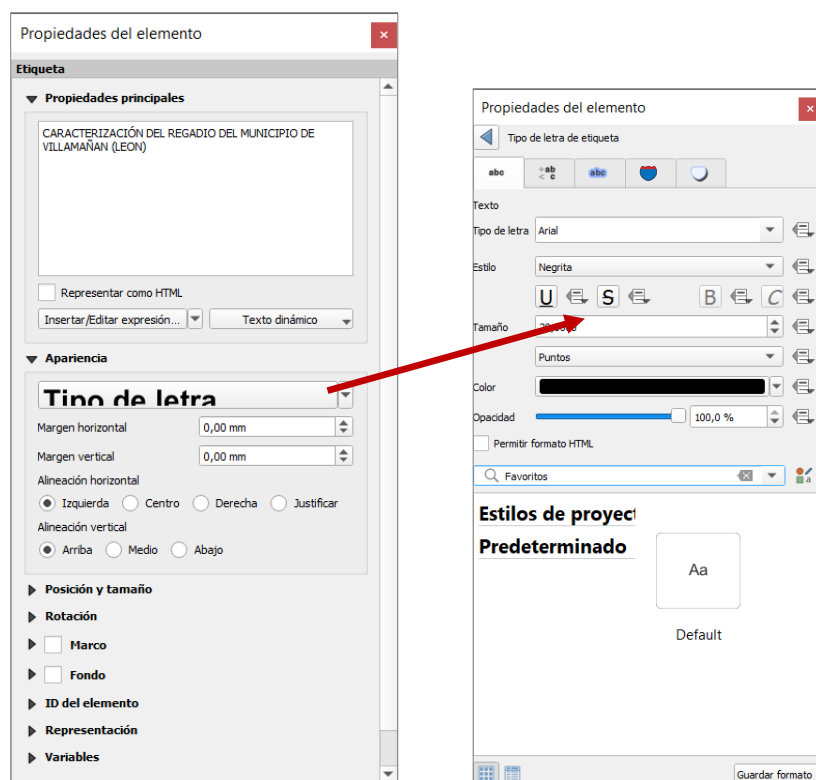 Propiedades del elemento
Etiqueta
Propiedades principales
CARACTERIZACIÓN DEL REGADIO DEL MUNICIPIO DE
VILLAMAÑAN (LEON)
Representar como HTML
Insertar/Editar expresión...
Texto dinámico
Apariencia
Tipo de letra
Margen horizontal
0,00 mm
Margen vertical
0,00 mm
Alineación horizontal
Izquierda
Centro
Derecha
Justificar
Alineación vertical
Arriba
Medio
Abajo
Posición y tamaño
Rotación
Marco
Fondo
ID del elemento
Representación
Variables
Propiedades del elemento
Tipo de letra de etiqueta
abc
+ab
< c
abc
Texto
Tipo de letra
Arial
Estilo
Negrita
U
S
B
C
Tamaño
Puntos
Color
Opacidad
100,0 %
Permitir formato HTML
Favoritos
Estilos de proyec
Predeterminado
Aa
Default
Guardar formato